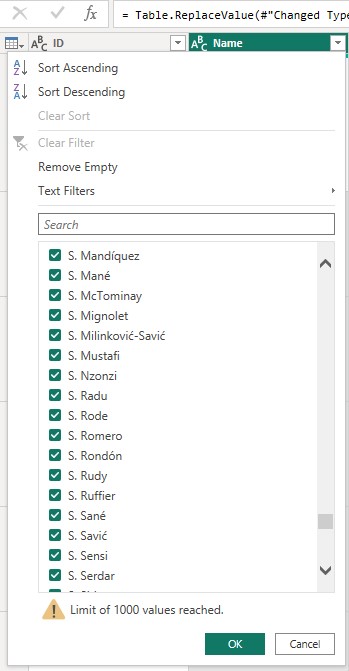 = Table.ReplaceValue(#"Changed Type
ABC ID ABC Name
Sort Ascending
Sort Descending
Clear Sort
Clear Filter
Remove Empty
Text Filters
Search
S. Mandíquez
S. Mané
S. McTominay
S. Mignolet
S. Milinković-Savić
S. Mustafi
S. Nzonzi
S. Radu
S. Rode
S. Romero
S. Rondón
S. Rudy
S. Ruffier
S. Sané
S. Savić
S. Sensi
S. Serdar
Limit of 1000 values reached.
OK Cancel